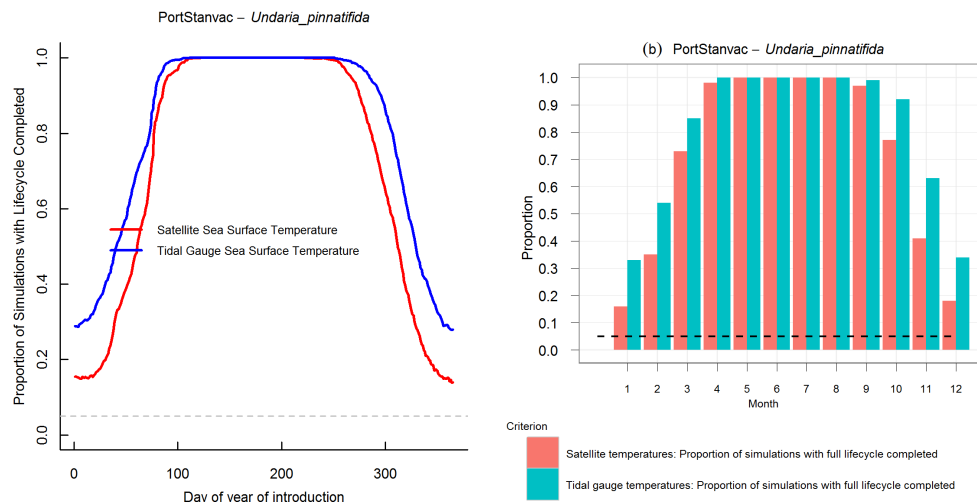 PortStanvac – Undaria_pinnatifida
Proportion of Simulations with Lifecycle Completed
1.0
0.8
0.6
0.4
0.2
0.0
Satellite Sea Surface Temperature
Tidal Gauge Sea Surface Temperature
0
100
200
300
Day of year of introduction
(b) PortStanvac – Undaria_pinnatifida
Proportion
1.0
0.9
0.8
0.7
0.6
0.5
0.4
0.3
0.2
0.1
0.0
1 2 3 4 5 6 7 8 9 10 11 12
Month
Criterion
Satellite temperatures: Proportion of simulations with full lifecycle completed
Tidal gauge temperatures: Proportion of simulations with full lifecycle completed